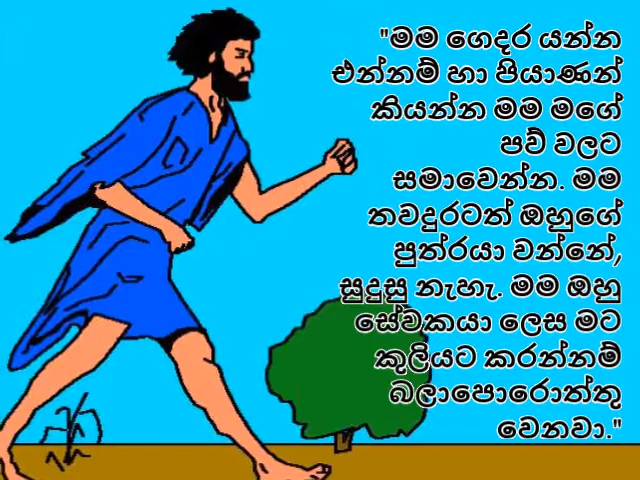 "මම ගෙදර යන්න
එන්නම් හා පියාණන්
කියන්න මම මගේ
පව් වලට
සමාවෙන්න. මම
තවදුරටත් ඔහුගේ
පුත්රයා වන්නේ,
සුදුසු නැහැ. මම ඔහු
සේවකයා ලෙස මට
කුලියට කරන්නම්
බලාපොරොත්තු
වෙනවා."